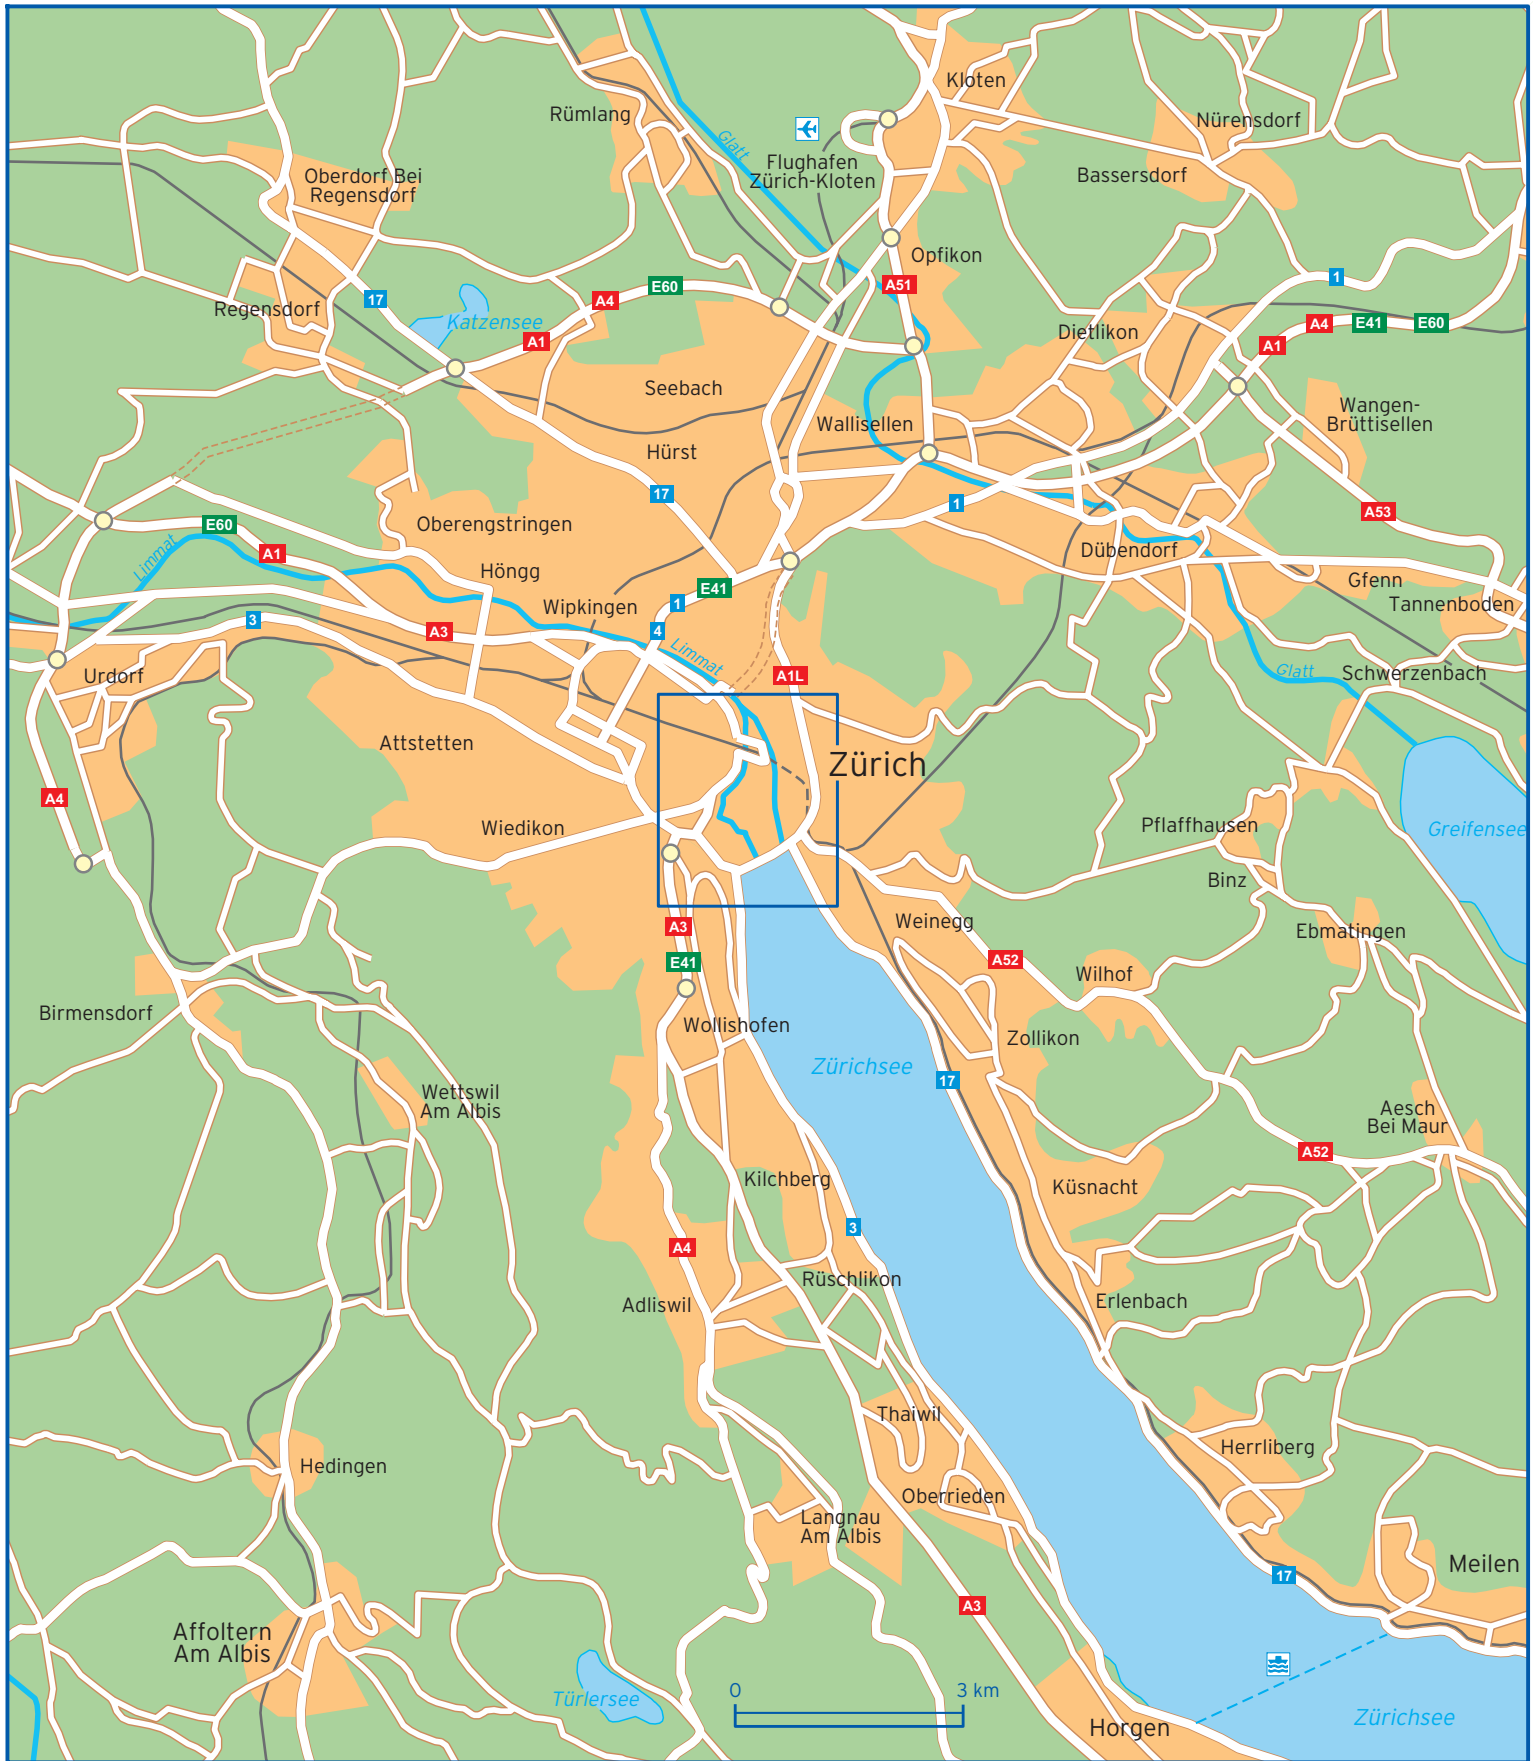 Kloten
Rümlang
Glatt
Nürensdorf
Flughafen
Zürich-Kloten
Oberdorf Bei
Regensdorf
Bassersdorf
Opfikon
1
A51
E60
17
A4
Regensdorf
Katzensee
A4
E41
E60
Dietlikon
A1
A1
Seebach
Wangen-
Brüttisellen
Wallisellen
Hürst
17
1
A53
E60
Oberengstringen
Limmat
A1
Dübendorf
Höngg
Gfenn
E41
Tannenboden
1
Wipkingen
3
A3
4
Limmat
Glatt
Schwerzenbach
Urdorf
A1L
Attstetten
Zürich
A4
Wiedikon
Pflaffhausen
Greifensee
Binz
A3
Weinegg
Ebmatingen
E41
A52
Wilhof
Birmensdorf
Wollishofen
Zollikon
Zürichsee
17
Wettswil
Am Albis
Aesch
Bei Maur
A52
Kilchberg
Küsnacht
3
A4
Rüschlikon
Adliswil
Erlenbach
Thaiwil
Herrliberg
Hedingen
Oberrieden
Langnau
Am Albis
Meilen
17
A3
Affoltern
Am Albis
Türlersee
0
3 km
Horgen
Zürichsee